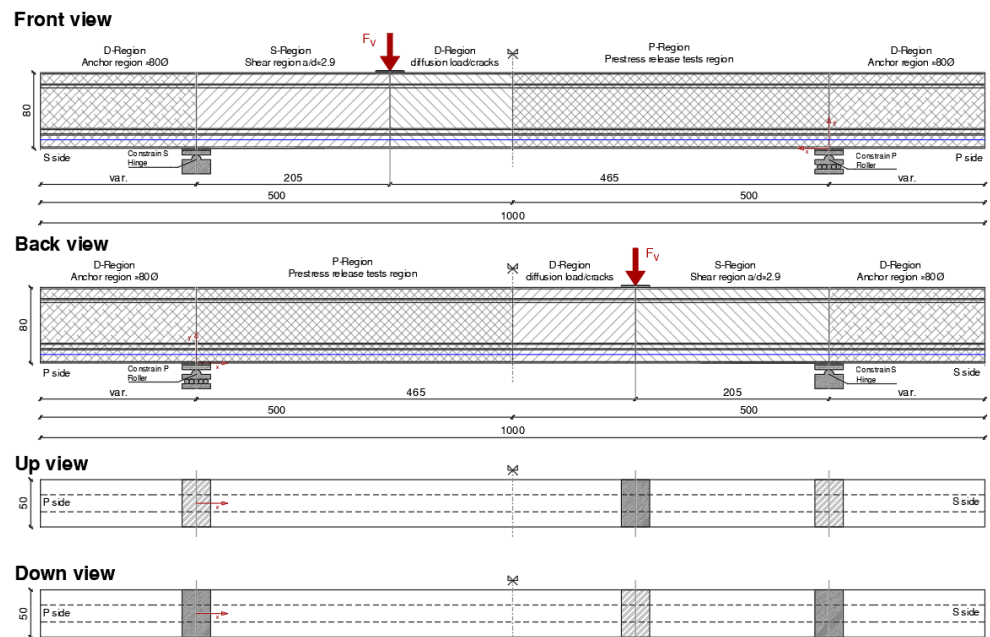 Front view
D-Region
Anchor region ≈80Ø
S-Region
Shear region a/d≈2.9
Fv
D-Region
diffusion load/cracks
P-Region
Prestress release tests region
D-Region
Anchor region ≈80Ø
80
y
x
S side
Constrain S
Hinge
Constrain P
Roller
P side
var.
205
465
var.
500
500
1000
Back view
D-Region
Anchor region ≈80Ø
P-Region
Prestress release tests region
D-Region
diffusion load/cracks
Fv
S-Region
Shear region a/d≈2.9
D-Region
Anchor region ≈80Ø
80
y
x
P side
Constrain P
Roller
Constrain S
Hinge
S side
var.
465
205
var.
500
500
1000
Up view
50
P side
x
S side
Down view
50
P side
x
S side